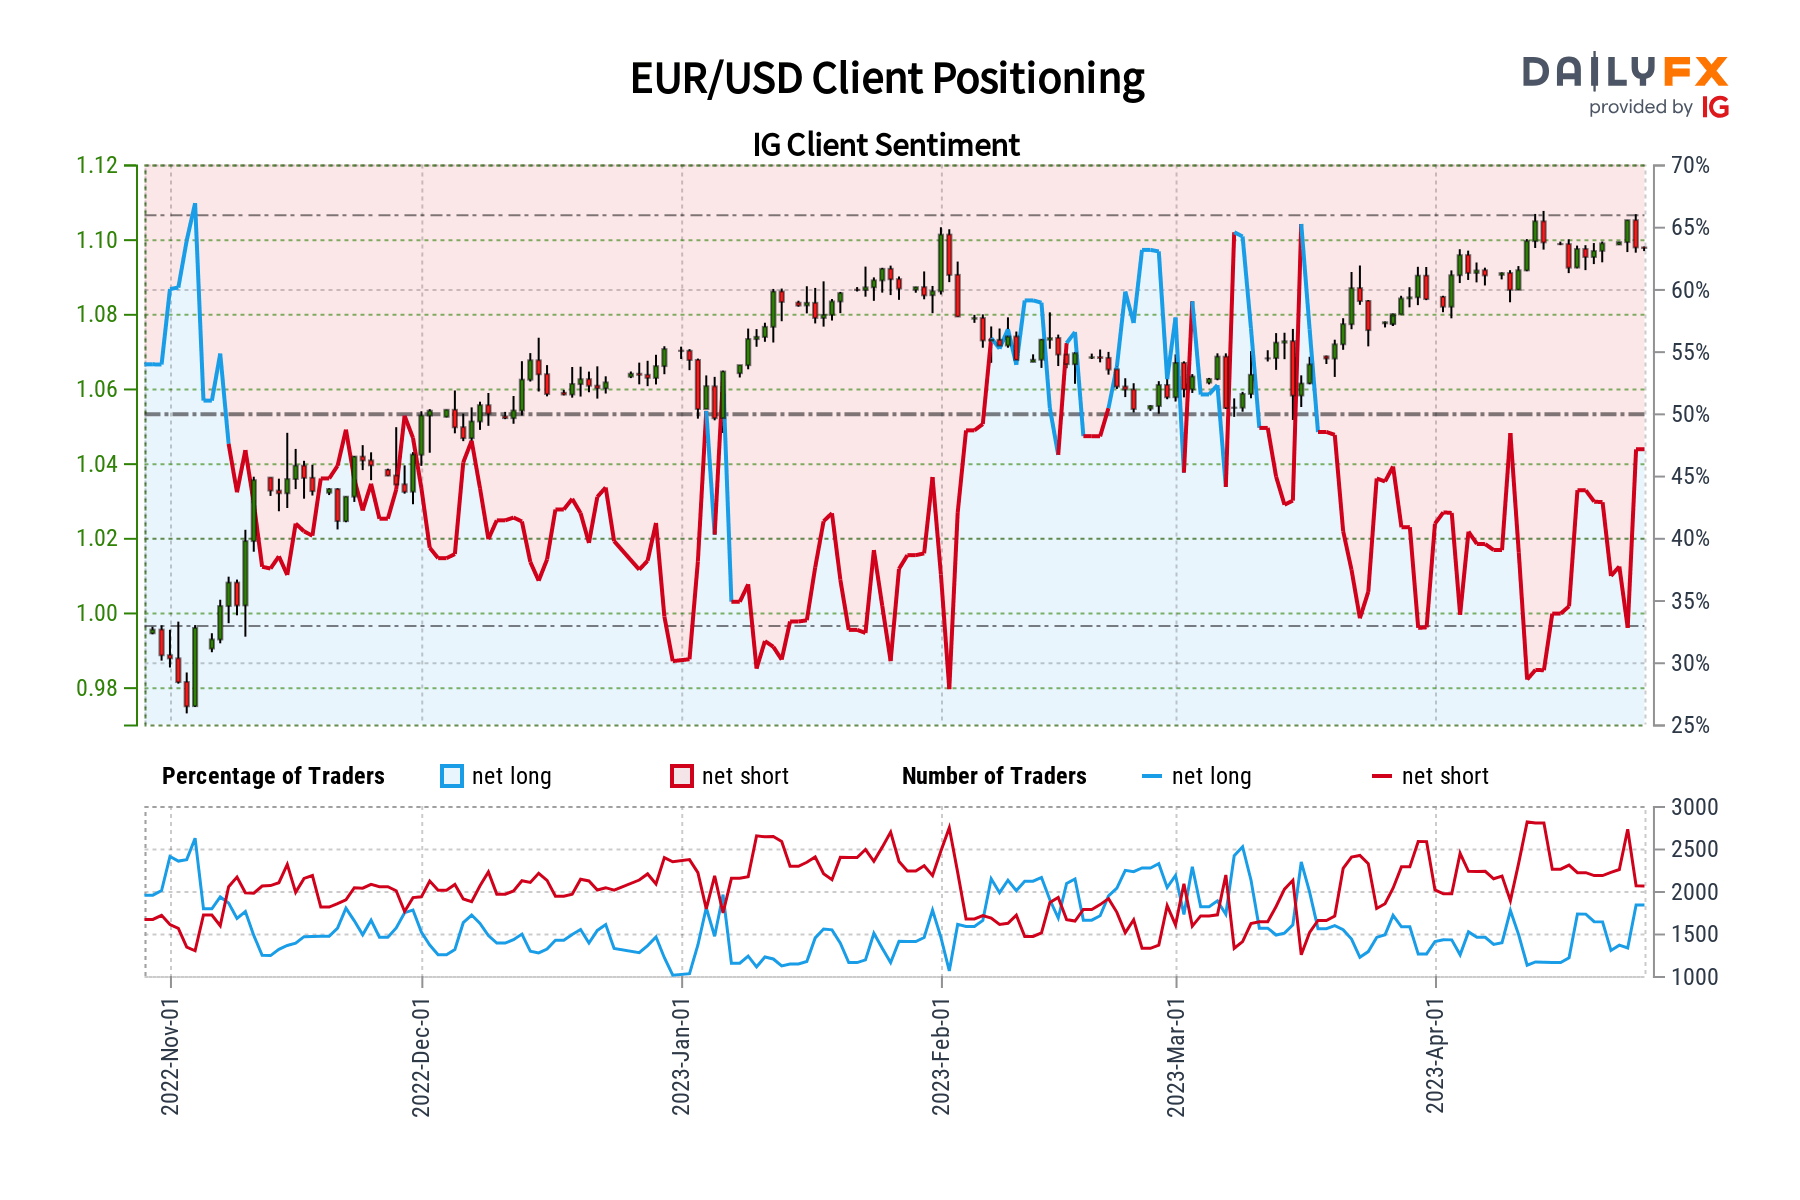 EUR/USD Client Positioning
DAILYFX
provided by IG
IG Client Sentiment
1.12
1.10
1.08
1.06
1.04
1.02
1.00
0.98
70%
65%
60%
55%
50%
45%
40%
35%
30%
25%
Percentage of Traders net long net short Number of Traders net long net short
3000
2500
2000
1500
1000
2022-Nov-01
2022-Dec-01
2023-Jan-01
2023-Feb-01
2023-Mar-01
2023-Apr-01